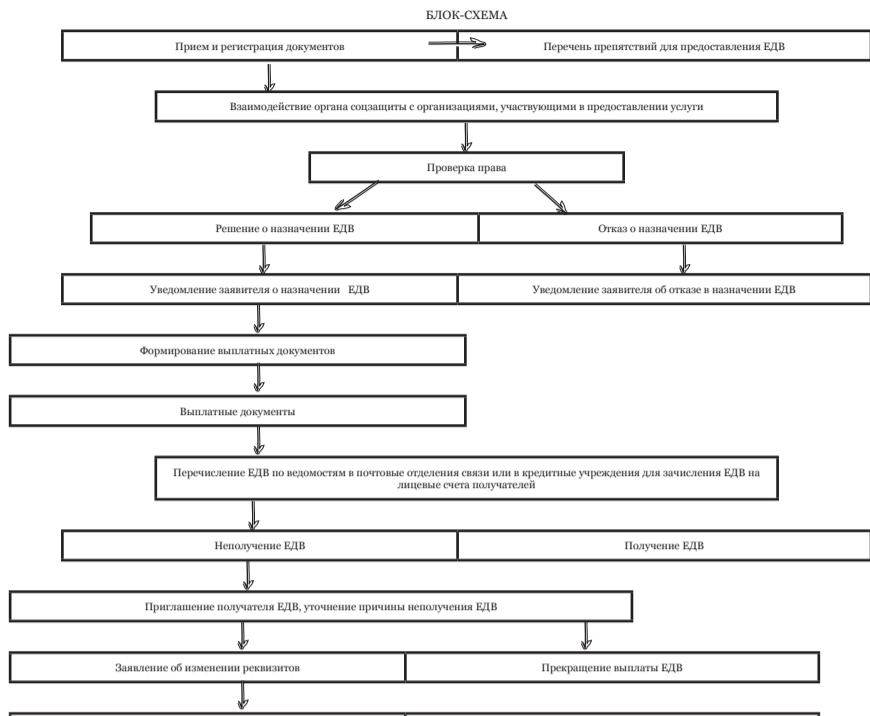 БЛОК-СХЕМА
Прием и регистрация документов
Перечень препятствий для предоставления ЕДВ
Взаимодействие органа соцзащиты с организациями, участвующими в предоставлении услуги
Проверка права
Решение о назначении ЕДВ
Отказ о назначении ЕДВ
Уведомление заявителя о назначении ЕДВ
Уведомление заявителя об отказе в назначении ЕДВ
Формирование выплатных документов
Выплатные документы
Перечисление ЕДВ по ведомостям в почтовые отделения связи или в кредитные учреждения для зачисления ЕДВ на
лицевые счета получателей
Неполучение ЕДВ
Получение ЕДВ
Приглашение получателя ЕДВ, уточнение причины неполучения ЕДВ
Заявление об изменении реквизитов
Прекращение выплаты ЕДВ